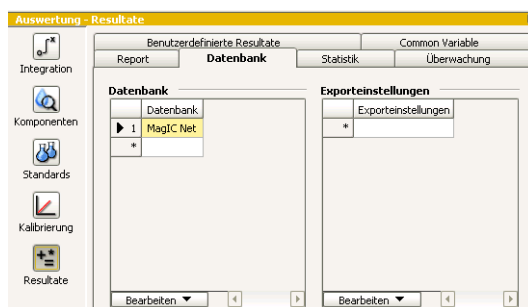 Auswertung - Resultate
Integration
Komponenten
Standards
Kalibrierung
Resultate
Benutzerdefinierte Resultate
Common Variable
Report
Datenbank
Statistik
Überwachung
Datenbank
Datenbank
1 MagIC Net
*
Bearbeiten
Exporteinstellungen
Exporteinstellungen
*
Bearbeiten